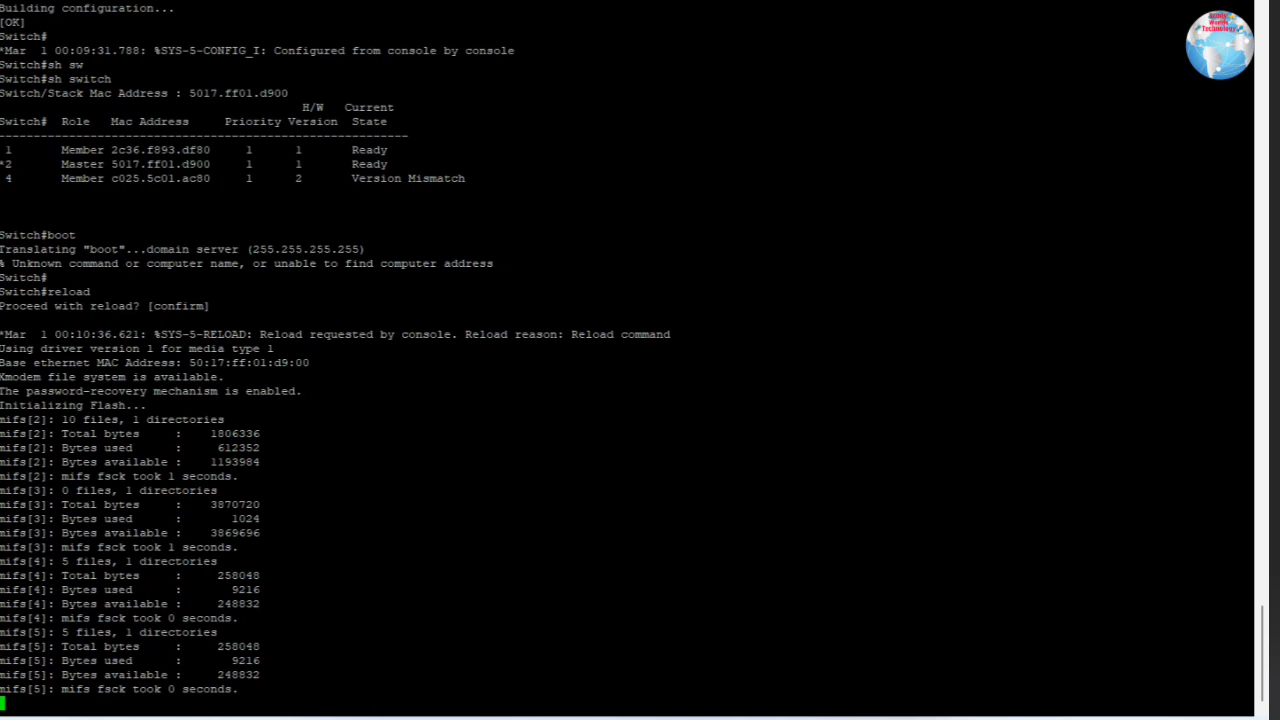 Building configuration...
[OK]
Switch#
*Mar  1 00:09:31.788: %SYS-5-CONFIG_I: Configured from console by console
Switch#sh sw
Switch#sh switch
Switch/Stack Mac Address : 5017.ff01.d900
                                           H/W   Current
Switch#  Role   Mac Address     Priority Version  State
----------------------------------------------------------
 1       Member 2c36.f893.df80     1      1       Ready
*2       Master 5017.ff01.d900     1      1       Ready
 4       Member c025.5c01.ac80     1      2       Version Mismatch
Switch#boot
Translating "boot"...domain server (255.255.255.255)
% Unknown command or computer name, or unable to find computer address
Switch#
Switch#reload
Proceed with reload? [confirm]
*Mar  1 00:10:36.621: %SYS-5-RELOAD: Reload requested by console. Reload reason: Reload command
Using driver version 1 for media type 1
Base ethernet MAC Address: 50:17:ff:01:d9:00
Xmodem file system is available.
The password-recovery mechanism is enabled.
Initializing Flash...
mifs[2]: 10 files, 1 directories
mifs[2]: Total bytes     :    1806336
mifs[2]: Bytes used      :     612352
mifs[2]: Bytes available :    1193984
mifs[2]: mifs fsck took 1 seconds.
mifs[3]: 0 files, 1 directories
mifs[3]: Total bytes     :    3870720
mifs[3]: Bytes used      :       1024
mifs[3]: Bytes available :    3869696
mifs[3]: mifs fsck took 1 seconds.
mifs[4]: 5 files, 1 directories
mifs[4]: Total bytes     :     258048
mifs[4]: Bytes used      :       9216
mifs[4]: Bytes available :     248832
mifs[4]: mifs fsck took 0 seconds.
mifs[5]: 5 files, 1 directories
mifs[5]: Total bytes     :     258048
mifs[5]: Bytes used      :       9216
mifs[5]: Bytes available :     248832
mifs[5]: mifs fsck took 0 seconds.
Technology